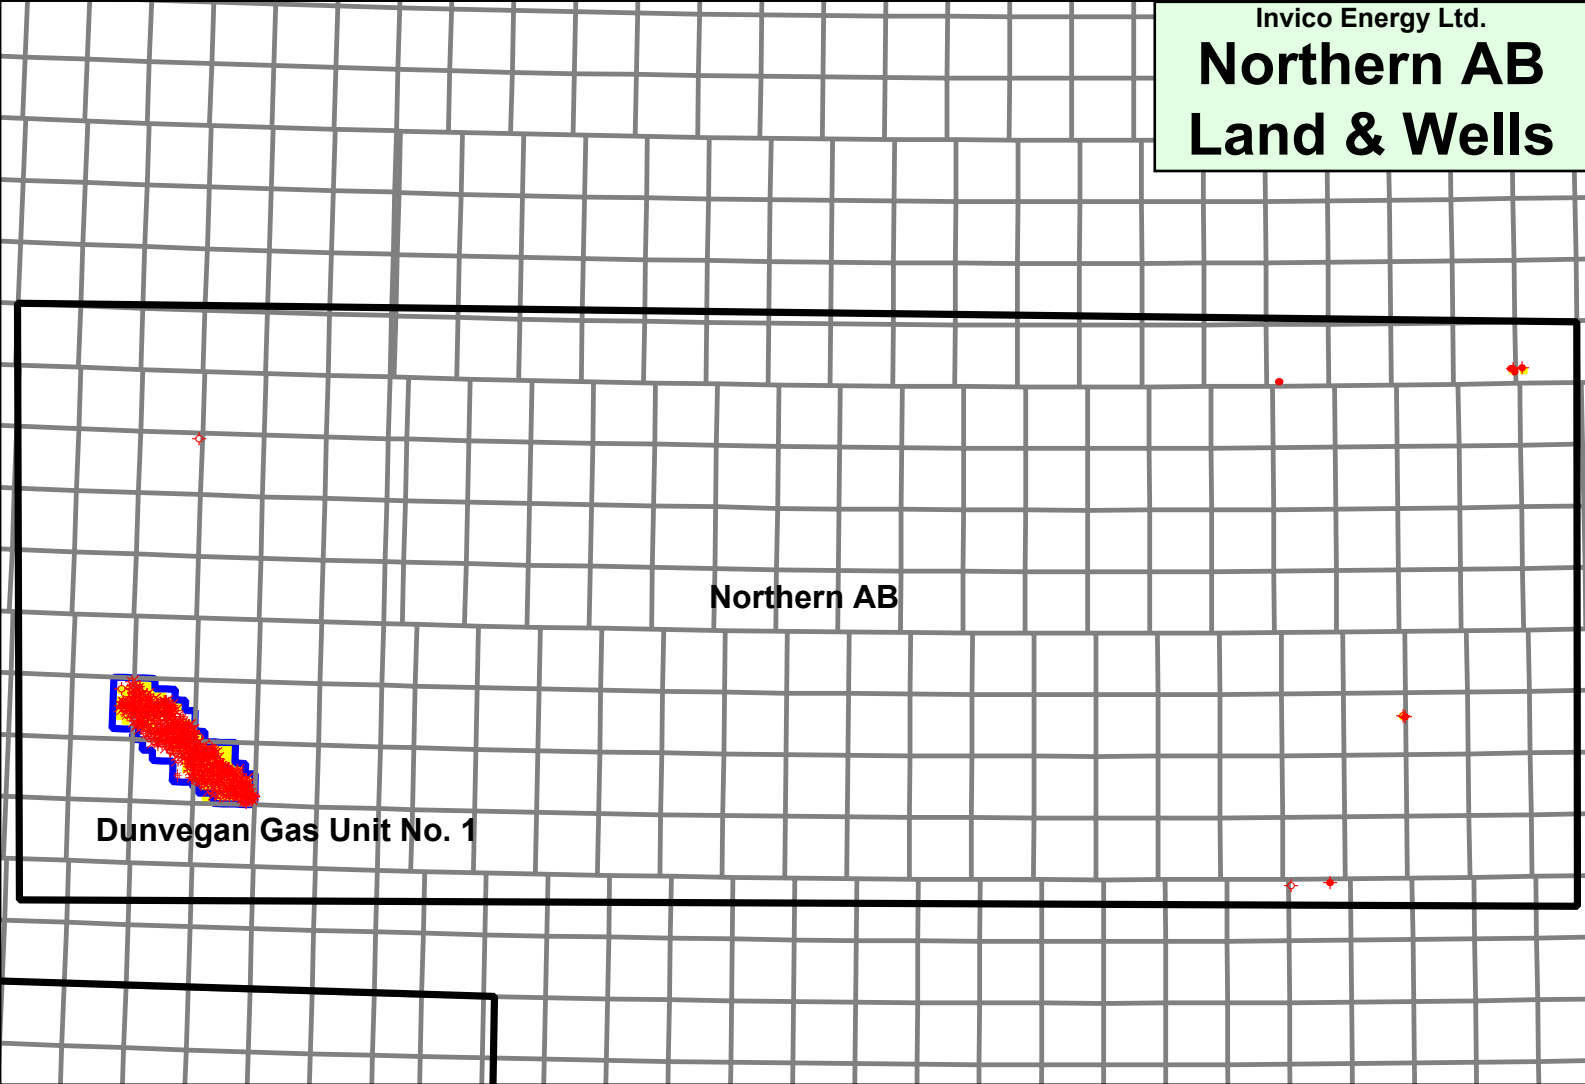 Invico Energy Ltd.
Northern AB
Land & Wells
Northern AB
Dunvegan Gas Unit No. 1